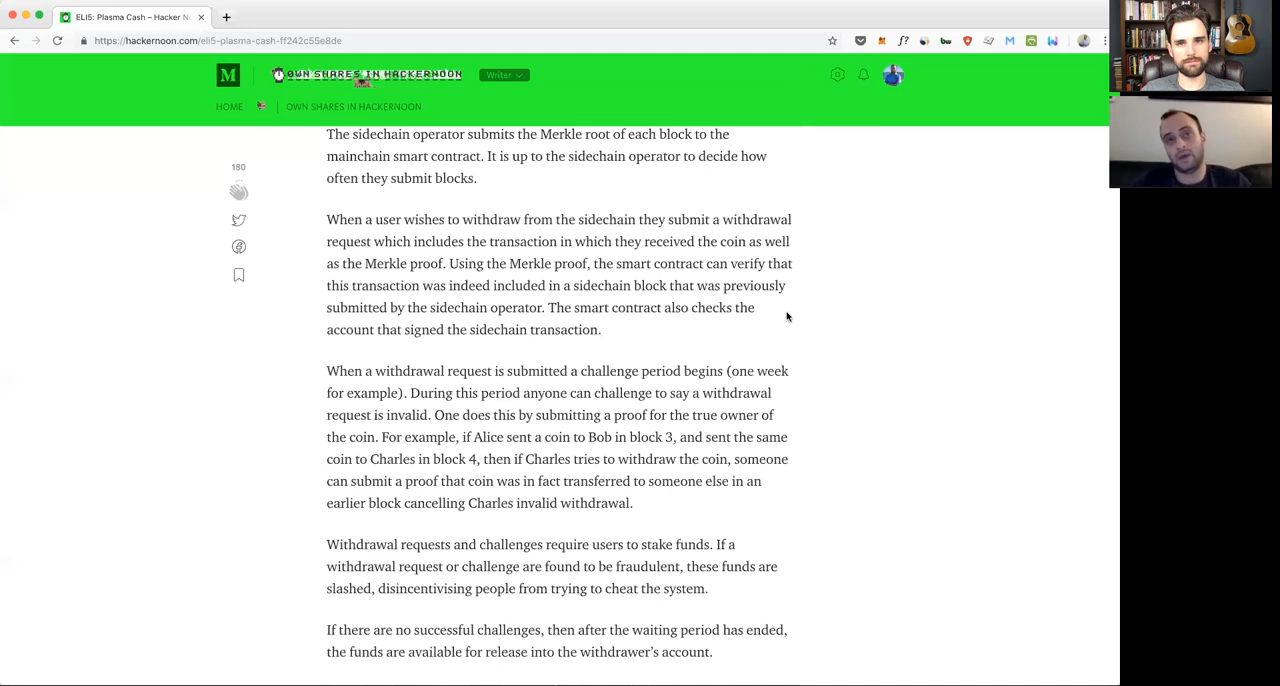 ELI5: Plasma Cash – Hacker N
https://hackernoon.com/eli5-plasma-cash-ff242c55e8de
f?
bw
M
W
M
OWN SHARES IN HACKERNOON
Writer
HOME
OWN SHARES IN HACKERNOON
The sidechain operator submits the Merkle root of each block to the
mainchain smart contract. It is up to the sidechain operator to decide how
often they submit blocks.
180
When a user wishes to withdraw from the sidechain they submit a withdrawal
request which includes the transaction in which they received the coin as well
as the Merkle proof. Using the Merkle proof, the smart contract can verify that
this transaction was indeed included in a sidechain block that was previously
submitted by the sidechain operator. The smart contract also checks the
account that signed the sidechain transaction.
When a withdrawal request is submitted a challenge period begins (one week
for example). During this period anyone can challenge to say a withdrawal
request is invalid. One does this by submitting a proof for the true owner of
the coin. For example, if Alice sent a coin to Bob in block 3, and sent the same
coin to Charles in block 4, then if Charles tries to withdraw the coin, someone
can submit a proof that coin was in fact transferred to someone else in an
earlier block cancelling Charles invalid withdrawal.
Withdrawal requests and challenges require users to stake funds. If a
withdrawal request or challenge are found to be fraudulent, these funds are
slashed, disincentivising people from trying to cheat the system.
If there are no successful challenges, then after the waiting period has ended,
the funds are available for release into the withdrawer's account.